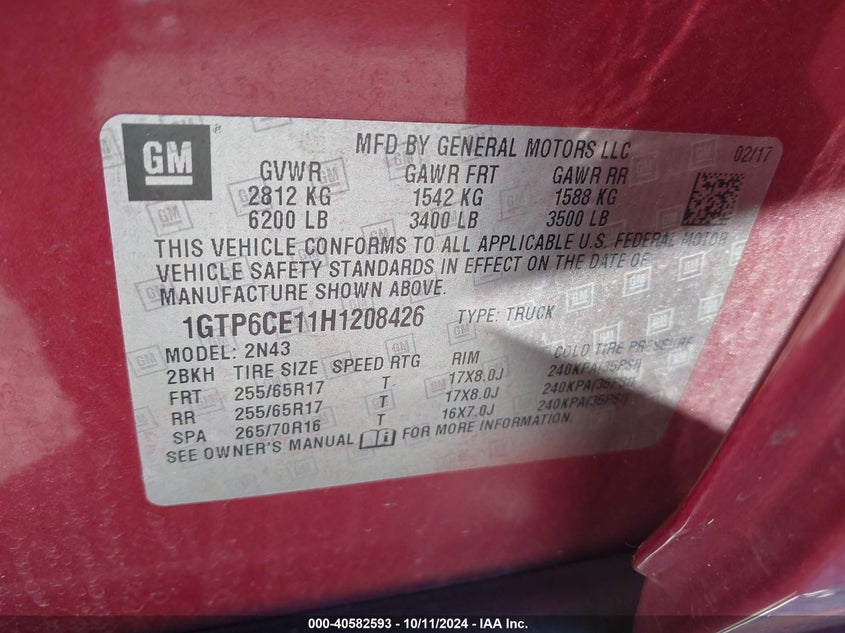 GM
MFD BY GENERAL MOTORS LLC 02/17
GVWR GAWR FRT GAWR RR
2812 KG 1542 KG 1588 KG
6200 LB 3400 LB 3500 LB
THIS VEHICLE CONFORMS TO ALL APPLICABLE U.S. FEDERAL MOTOR
VEHICLE SAFETY STANDARDS IN EFFECT ON THE DATE OF
MANUFACTURE SHOWN ABOVE.
1GTP6CE11H1208426 TYPE: TRUCK
MODEL: 2N43
2BKH TIRE SIZE SPEED RTG RIM COLD TIRE PRESSURE
FRT 255/65R17 T 17X8.0J 240KPA(35PSI)
RR 255/65R17 T 17X8.0J 240KPA(35PSI)
SPA 265/70R16 T 16X7.0J 240KPA(35PSI)
SEE OWNER'S MANUAL FOR MORE INFORMATION.
000-40582593 - 10/11/2024 - IAA Inc.